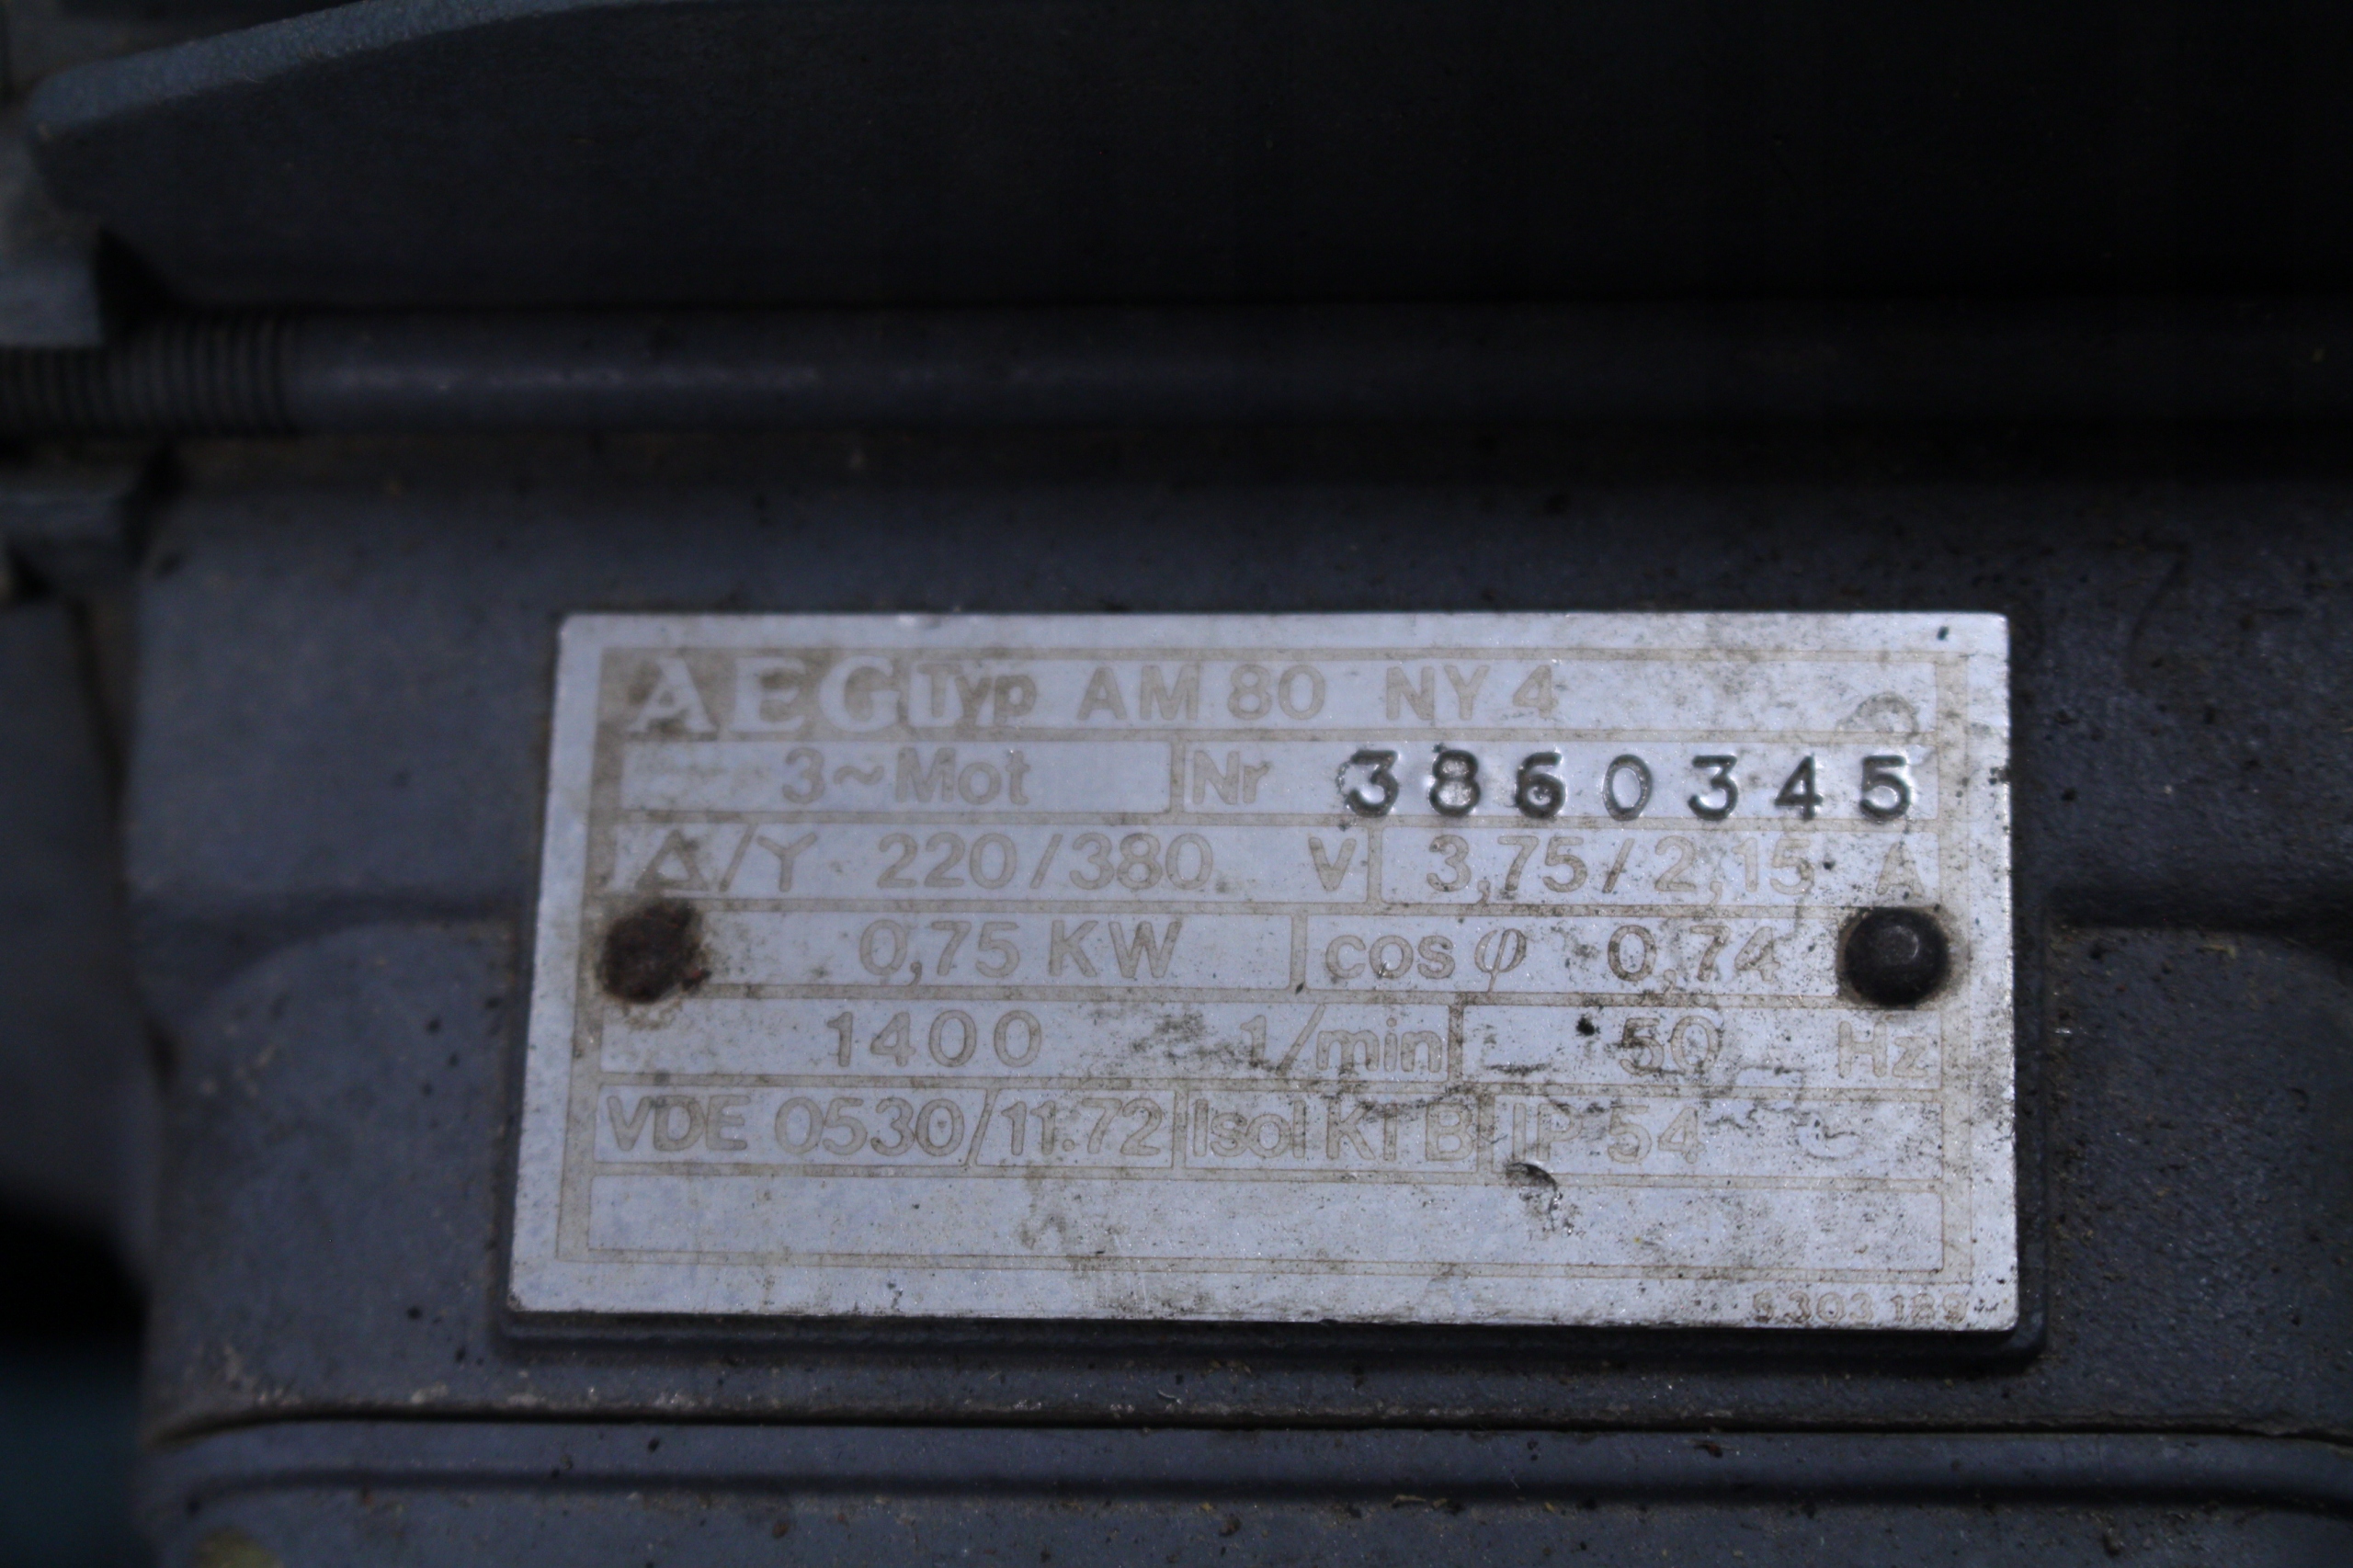 AEG Typ AM 80 NY 4
3~Mot Nr 3860345
Δ/Y 220/380 V 3,75/2,15 A
0,75 KW cos φ 0,74
1400 1/min 50 Hz
VDE 0530/11.72 Isol Kl B IP 54